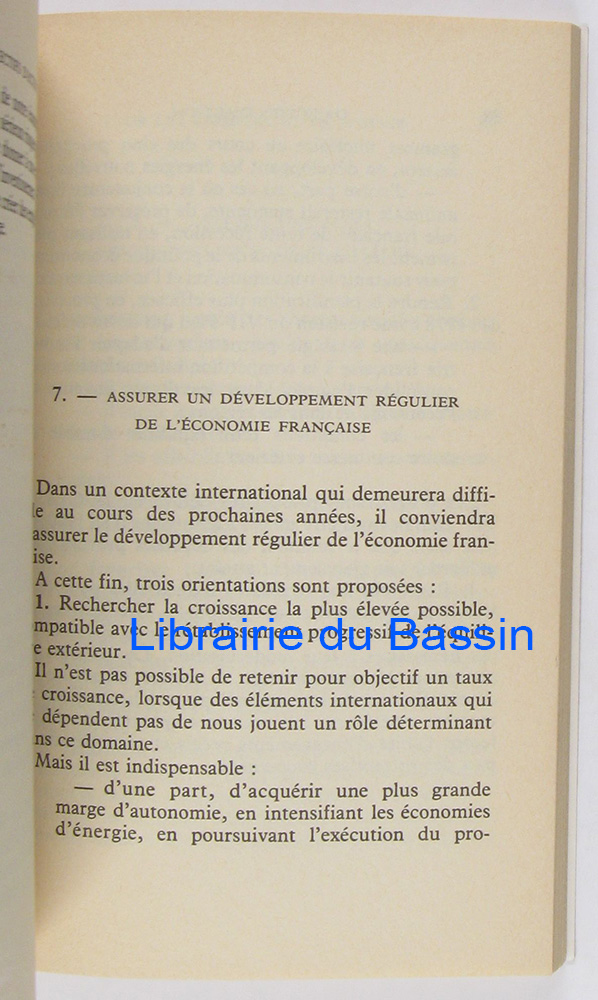 7. — ASSURER UN DÉVELOPPEMENT RÉGULIER
DE L'ÉCONOMIE FRANÇAISE
Dans un contexte international qui demeurera diffi-
e au cours des prochaines années, il conviendra
assurer le développement régulier de l'économie fran-
ise.
A cette fin, trois orientations sont proposées :
1. Rechercher la croissance la plus élevée possible,
mpatible avec le rétablissement progressif de l'équili-
e extérieur.
Librairie du Bassin
Il n'est pas possible de retenir pour objectif un taux
croissance, lorsque des éléments internationaux qui
dépendent pas de nous jouent un rôle déterminant
ns ce domaine.
Mais il est indispensable :
— d'une part, d'acquérir une plus grande
marge d'autonomie, en intensifiant les économies
d'énergie, en poursuivant l'exécution du pro-